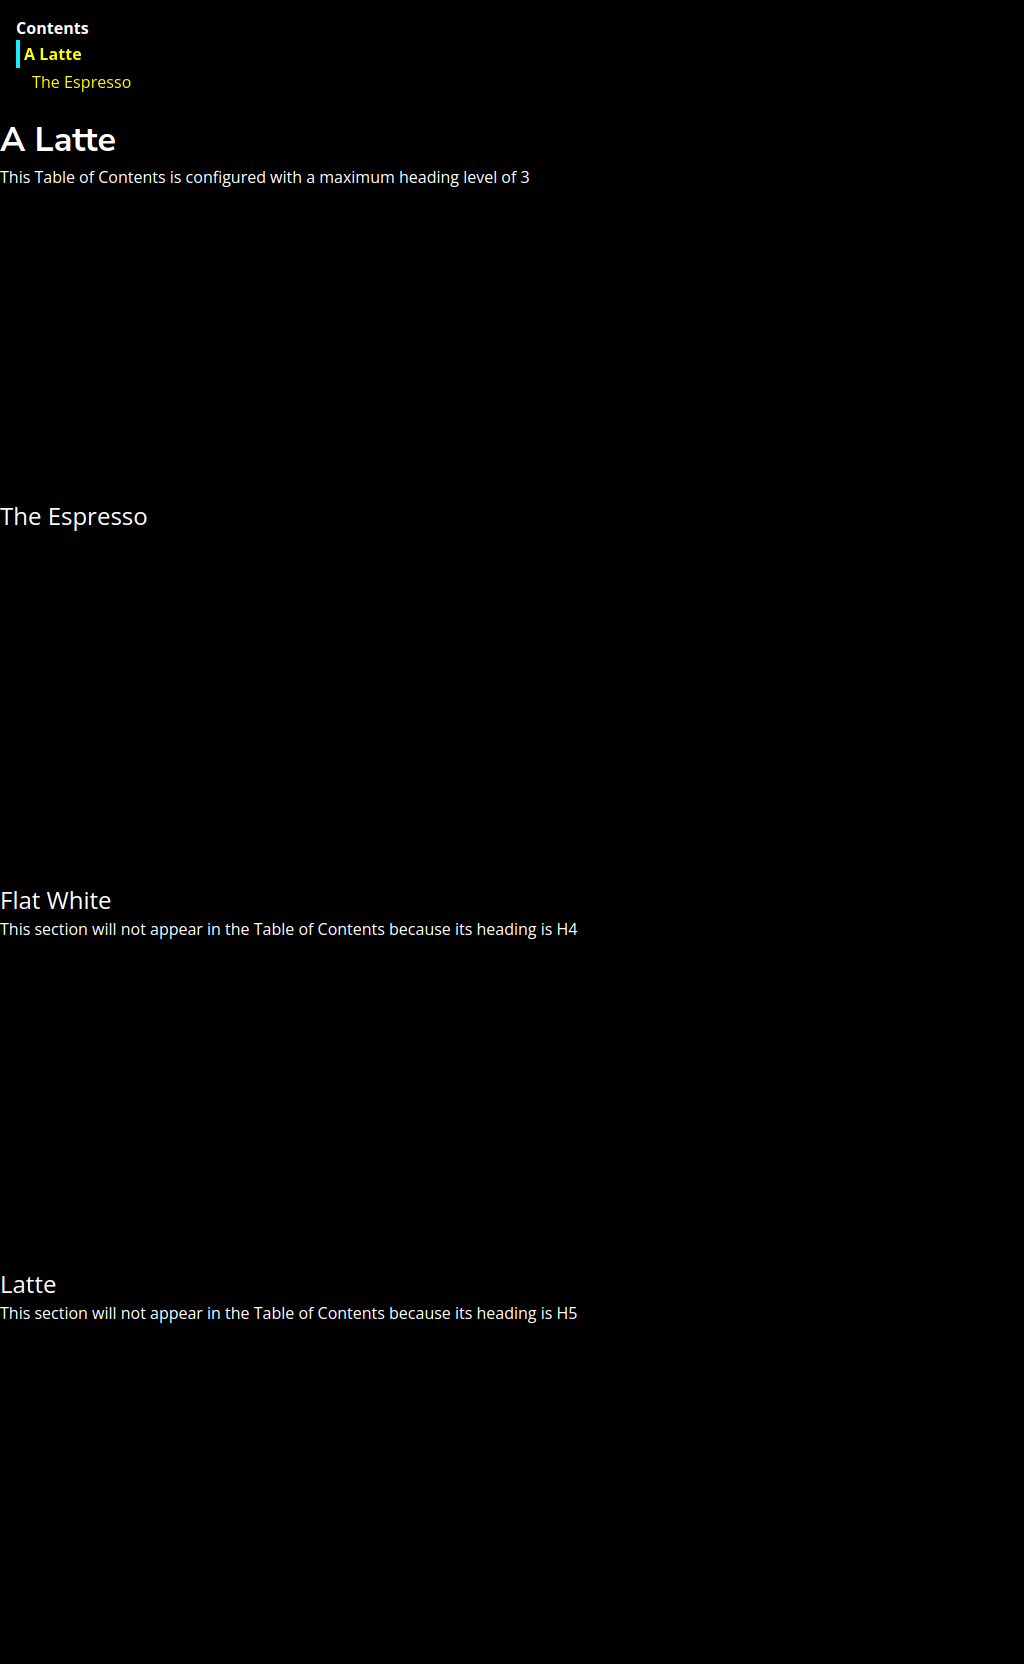 Contents
A Latte
The Espresso
A Latte
This Table of Contents is configured with a maximum heading level of 3
The Espresso
Flat White
This section will not appear in the Table of Contents because its heading is H4
Latte
This section will not appear in the Table of Contents because its heading is H5